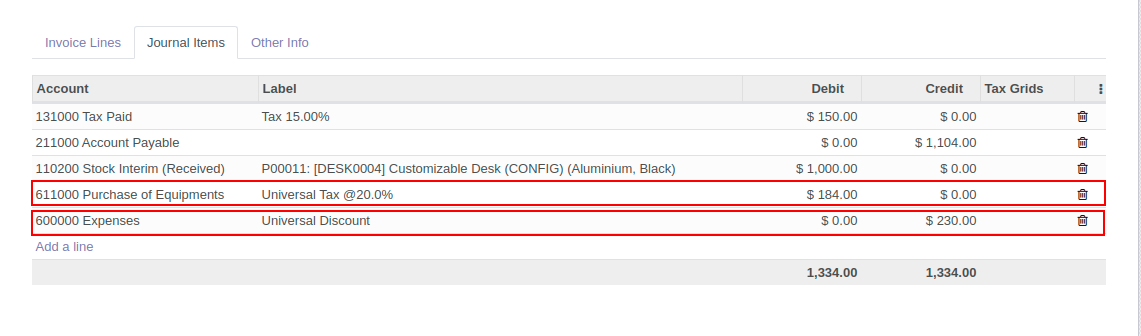 Invoice Lines Journal Items Other Info
Account Label Debit Credit Tax Grids
131000 Tax Paid Tax 15.00% $ 150.00 $ 0.00
211000 Account Payable $ 0.00 $ 1,104.00
110200 Stock Interim (Received) P00011: [DESK0004] Customizable Desk (CONFIG) (Aluminium, Black) $ 1,000.00 $ 0.00
611000 Purchase of Equipments Universal Tax @20.0% $ 184.00 $ 0.00
600000 Expenses Universal Discount $ 0.00 $ 230.00
Add a line
1,334.00 1,334.00